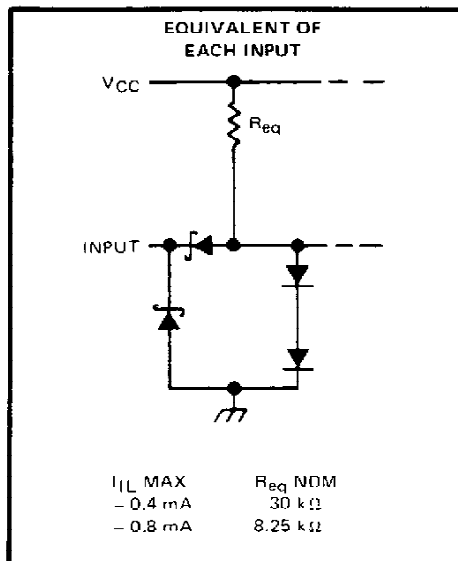 EQUIVALENT OF
EACH INPUT
VCC
Req
INPUT
IIL MAX Req NOM
– 0.4 mA 30 kΩ
– 0.8 mA 8.25 kΩ